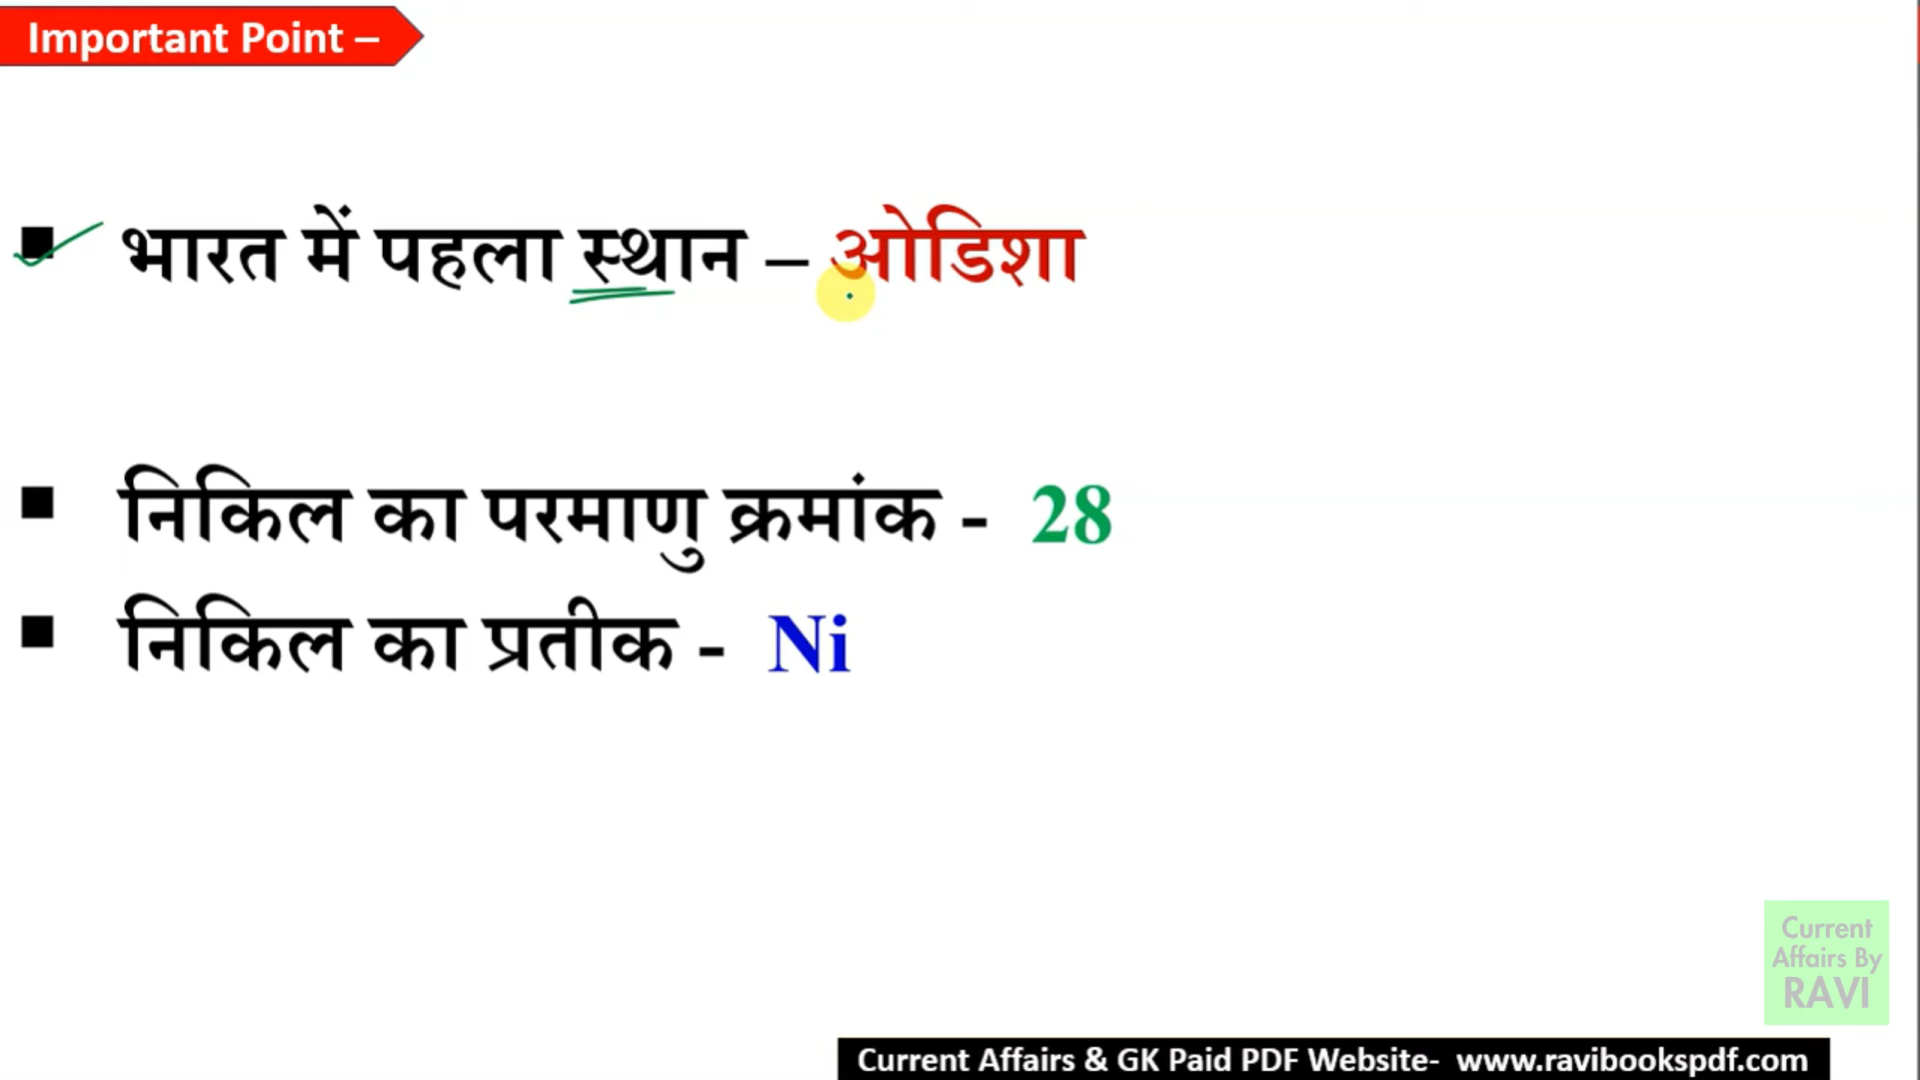 Important Point –
भारत में पहला स्थान – ओडिशा
निकिल का परमाणु क्रमांक - 28
निकिल का प्रतीक - Ni
Current
Affairs By
RAVI
Current Affairs & GK Paid PDF Website- www.ravibookspdf.com